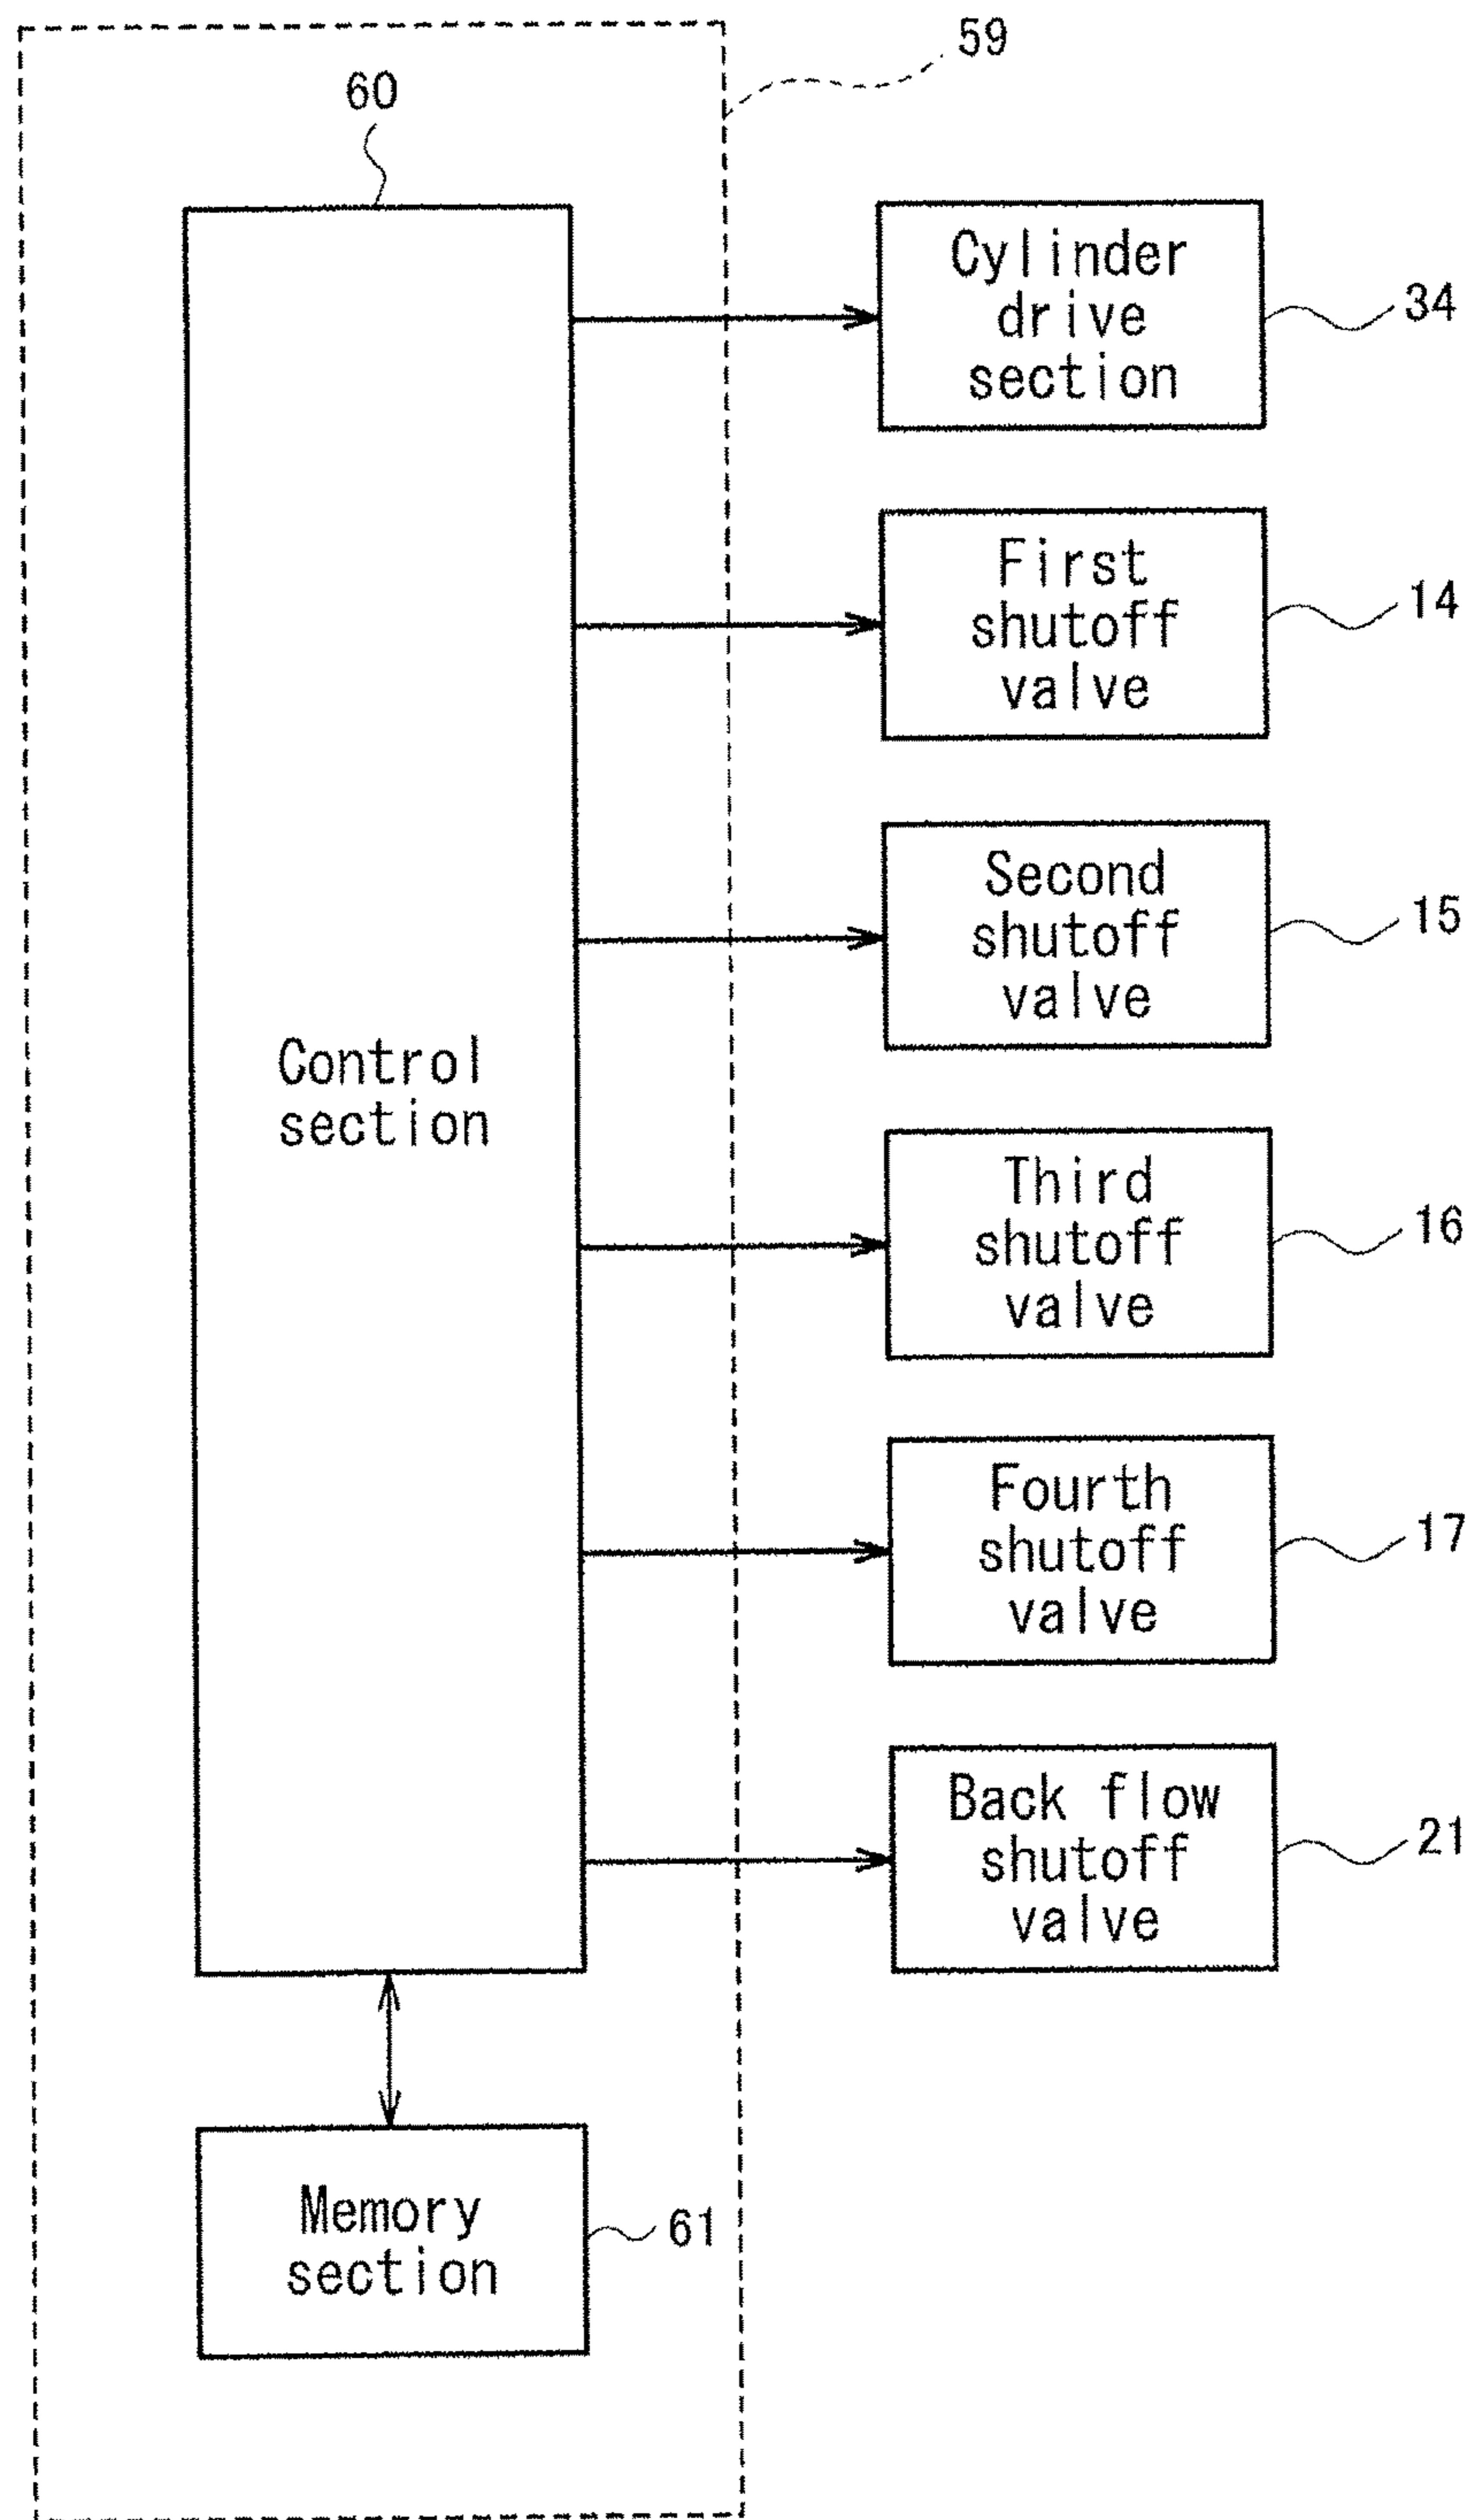 59
60
Cylinder
drive
section
34
First
shutoff
valve
14
Second
shutoff
valve
15
Control
section
Third
shutoff
valve
16
Fourth
shutoff
valve
17
Back flow
shutoff
valve
21
Memory
section
61